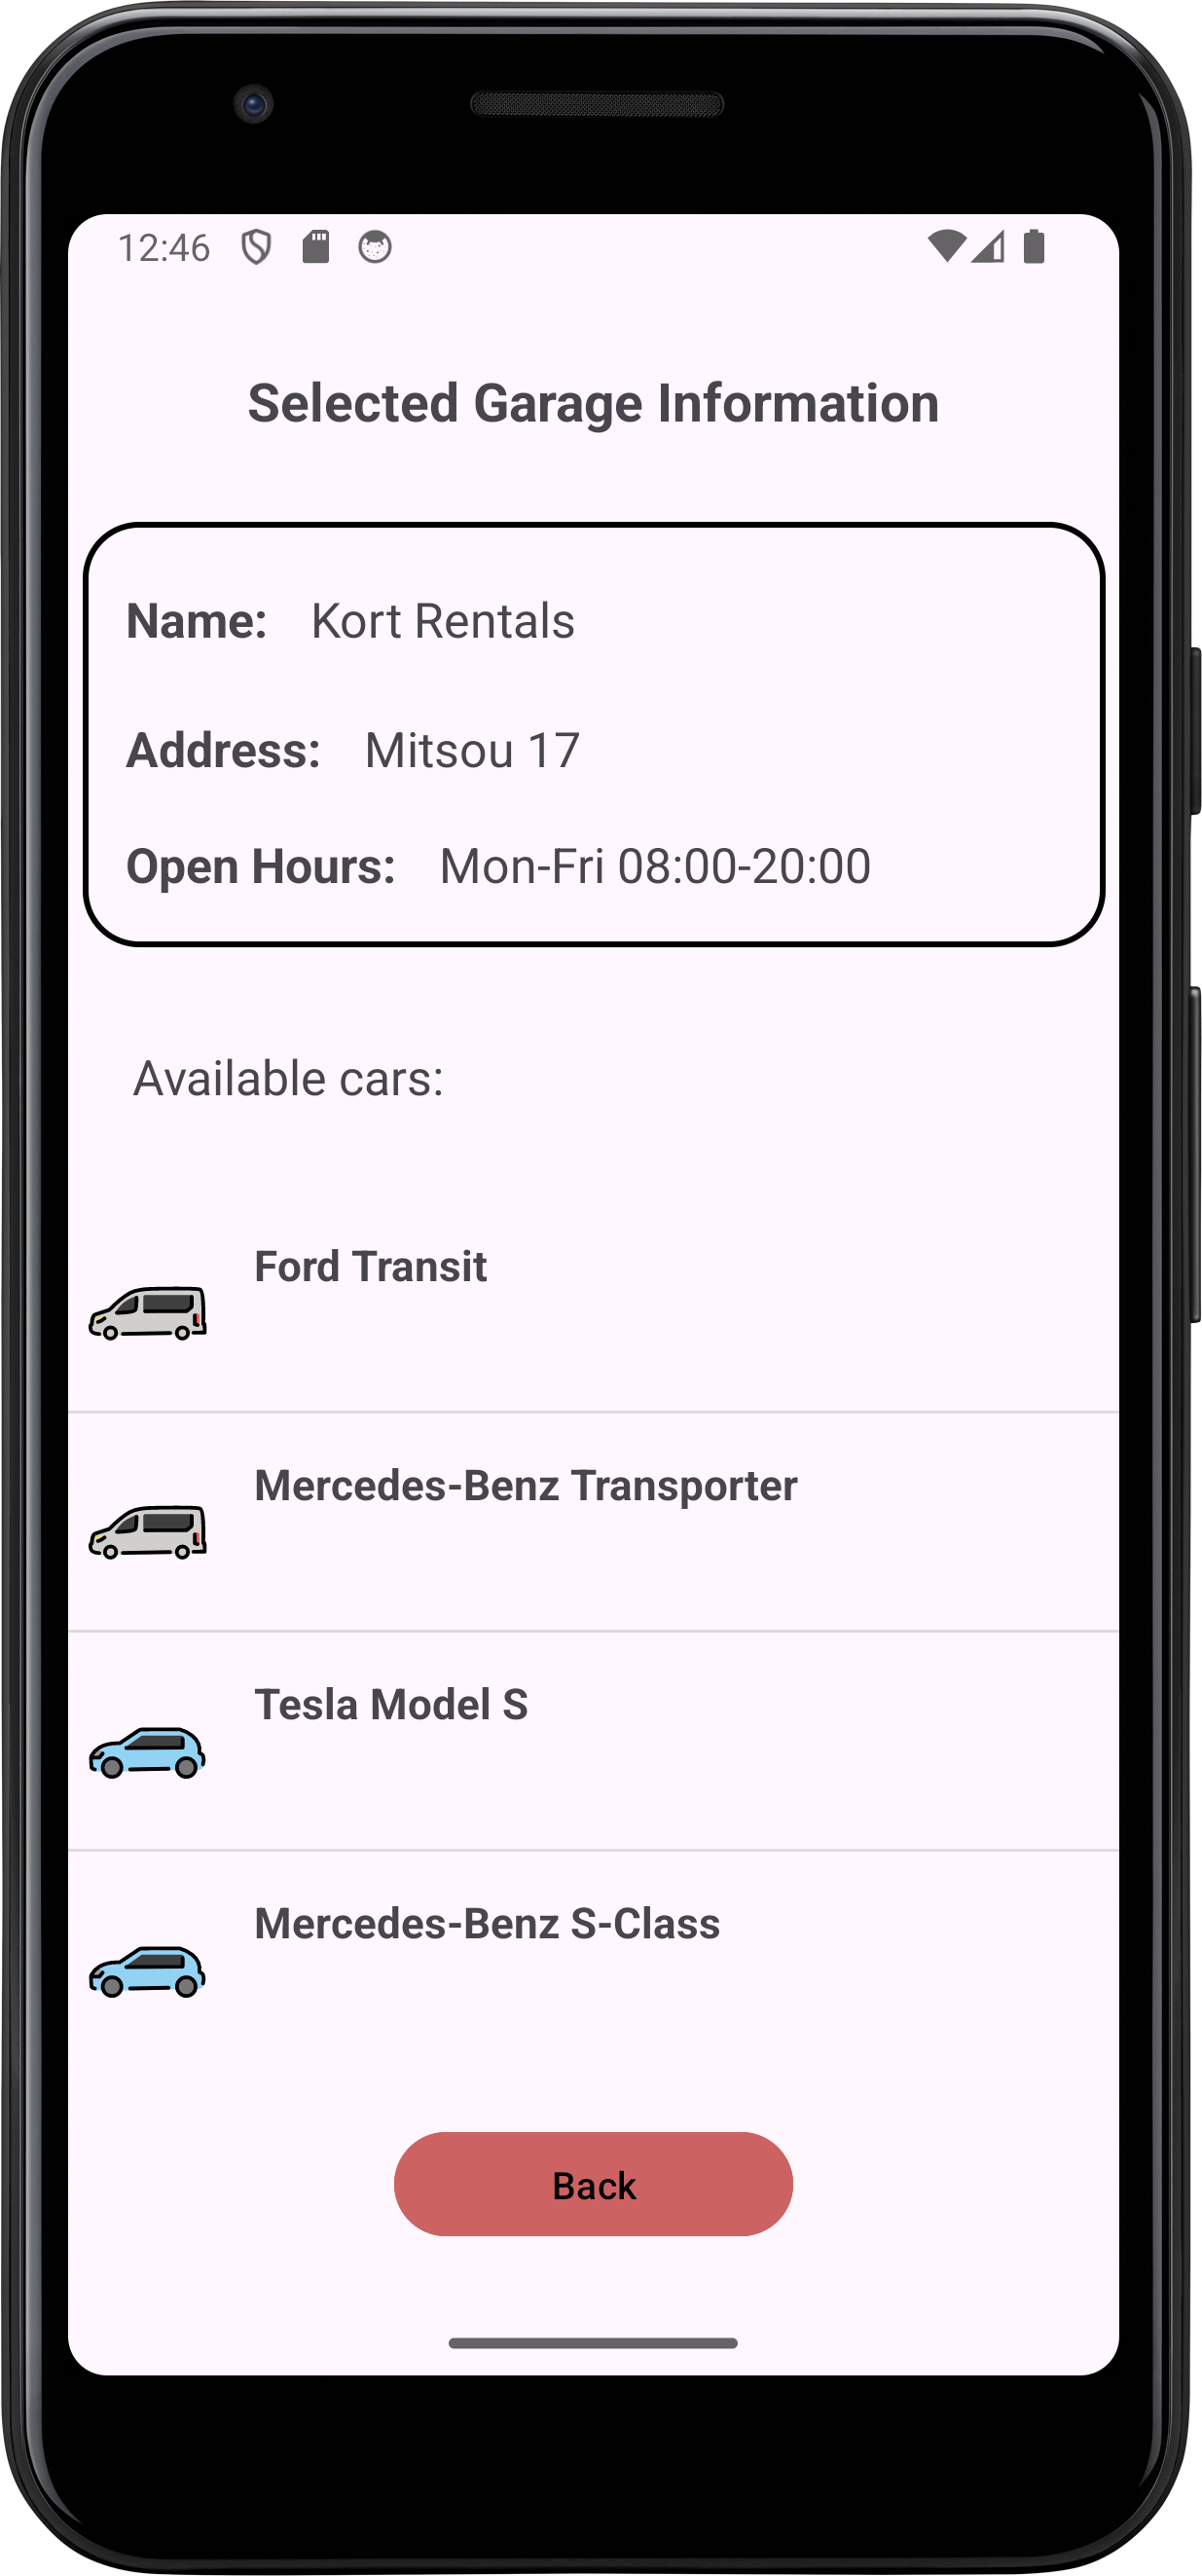 12:46
Selected Garage Information
Name: Kort Rentals
Address: Mitsou 17
Open Hours: Mon-Fri 08:00-20:00
Available cars:
Ford Transit
Mercedes-Benz Transporter
Tesla Model S
Mercedes-Benz S-Class
Back